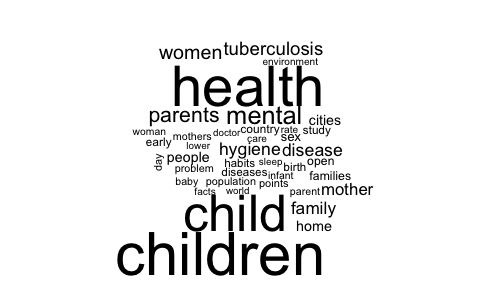 women tuberculosis
environment
health
parents mental cities
woman mothers doctor country rate study
early lower care sex
hygiene disease
day people habits sleep birth open
problem diseases infant families
baby population points parent mother
facts world
child family
home
children